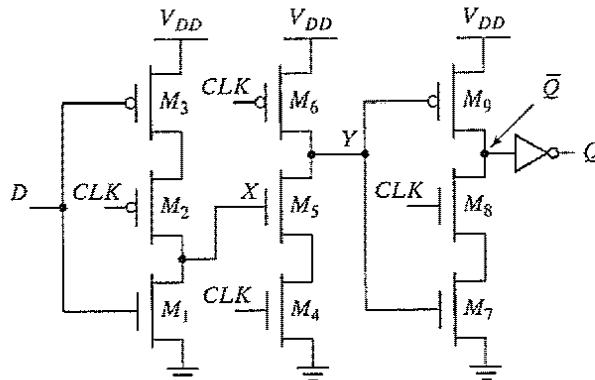 V_DD V_DD V_DD
CLK M_3 M_6 M_9 Q̅
Y
D CLK M_2 X M_5 CLK M_8 Q
M_1 CLK M_4 M_7